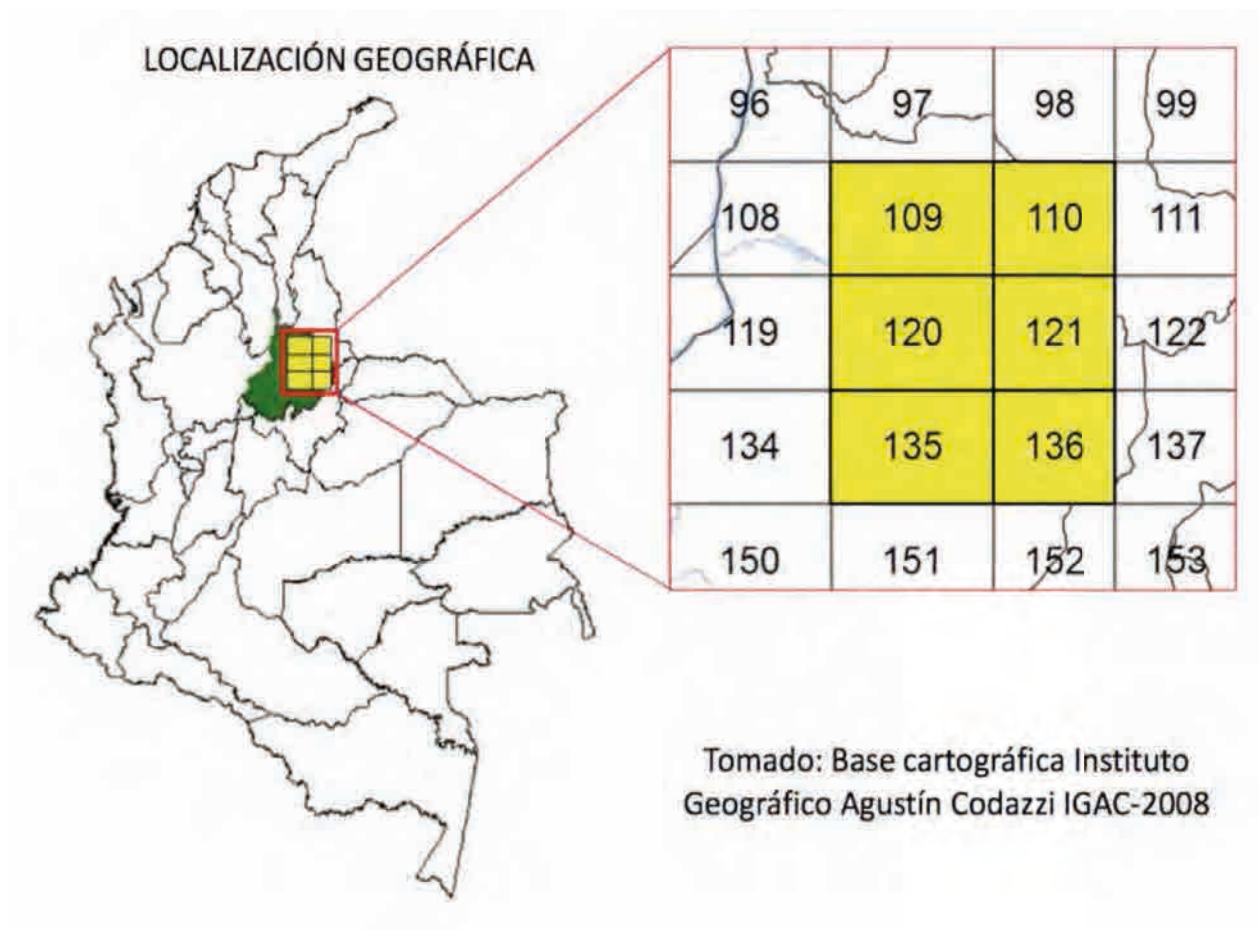 LOCALIZACIÓN GEOGRÁFICA
96 97 98 99
108 109 110 111
119 120 121 122
134 135 136 137
150 151 152 153
Tomado: Base cartográfica Instituto
Geográfico Agustín Codazzi IGAC-2008